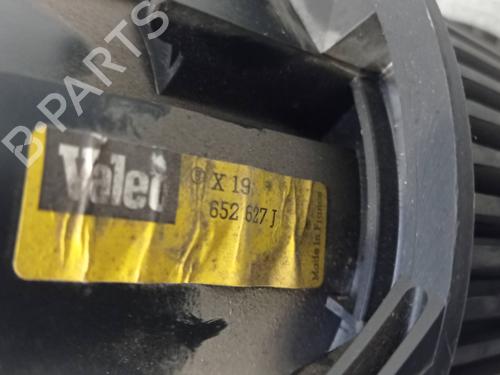 B-PARTS
Valeo
X 19
652 627 J
Made in France